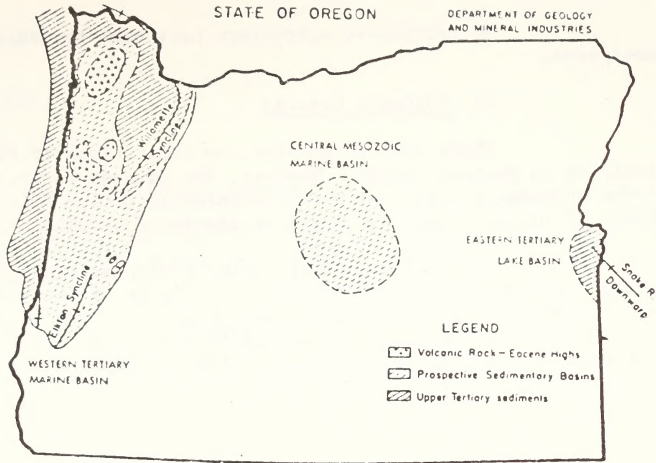 STATE OF OREGON
DEPARTMENT OF GEOLOGY
AND MINERAL INDUSTRIES
Willamette
Syncline
CENTRAL MESOZOIC
MARINE BASIN
EASTERN TERTIARY
LAKE BASIN
Snake R.
Downwarp
Elkton Syncline
WESTERN TERTIARY
MARINE BASIN
LEGEND
Volcanic Rock-Eocene Highs
Prospective Sedimentary Basins
Upper Tertiary sediments